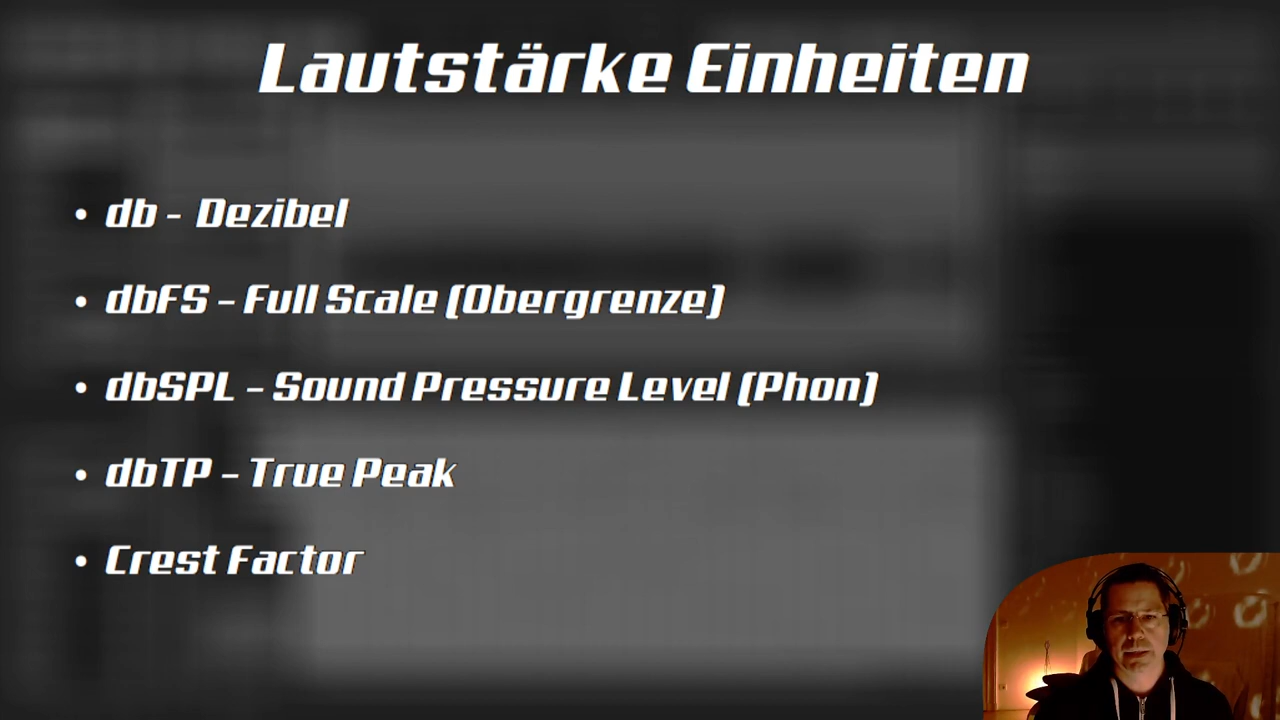 Lautstärke Einheiten
• db - Dezibel
• dbFS - Full Scale (Obergrenze)
• dbSPL - Sound Pressure Level (Phon)
• dbTP - True Peak
• Crest Factor